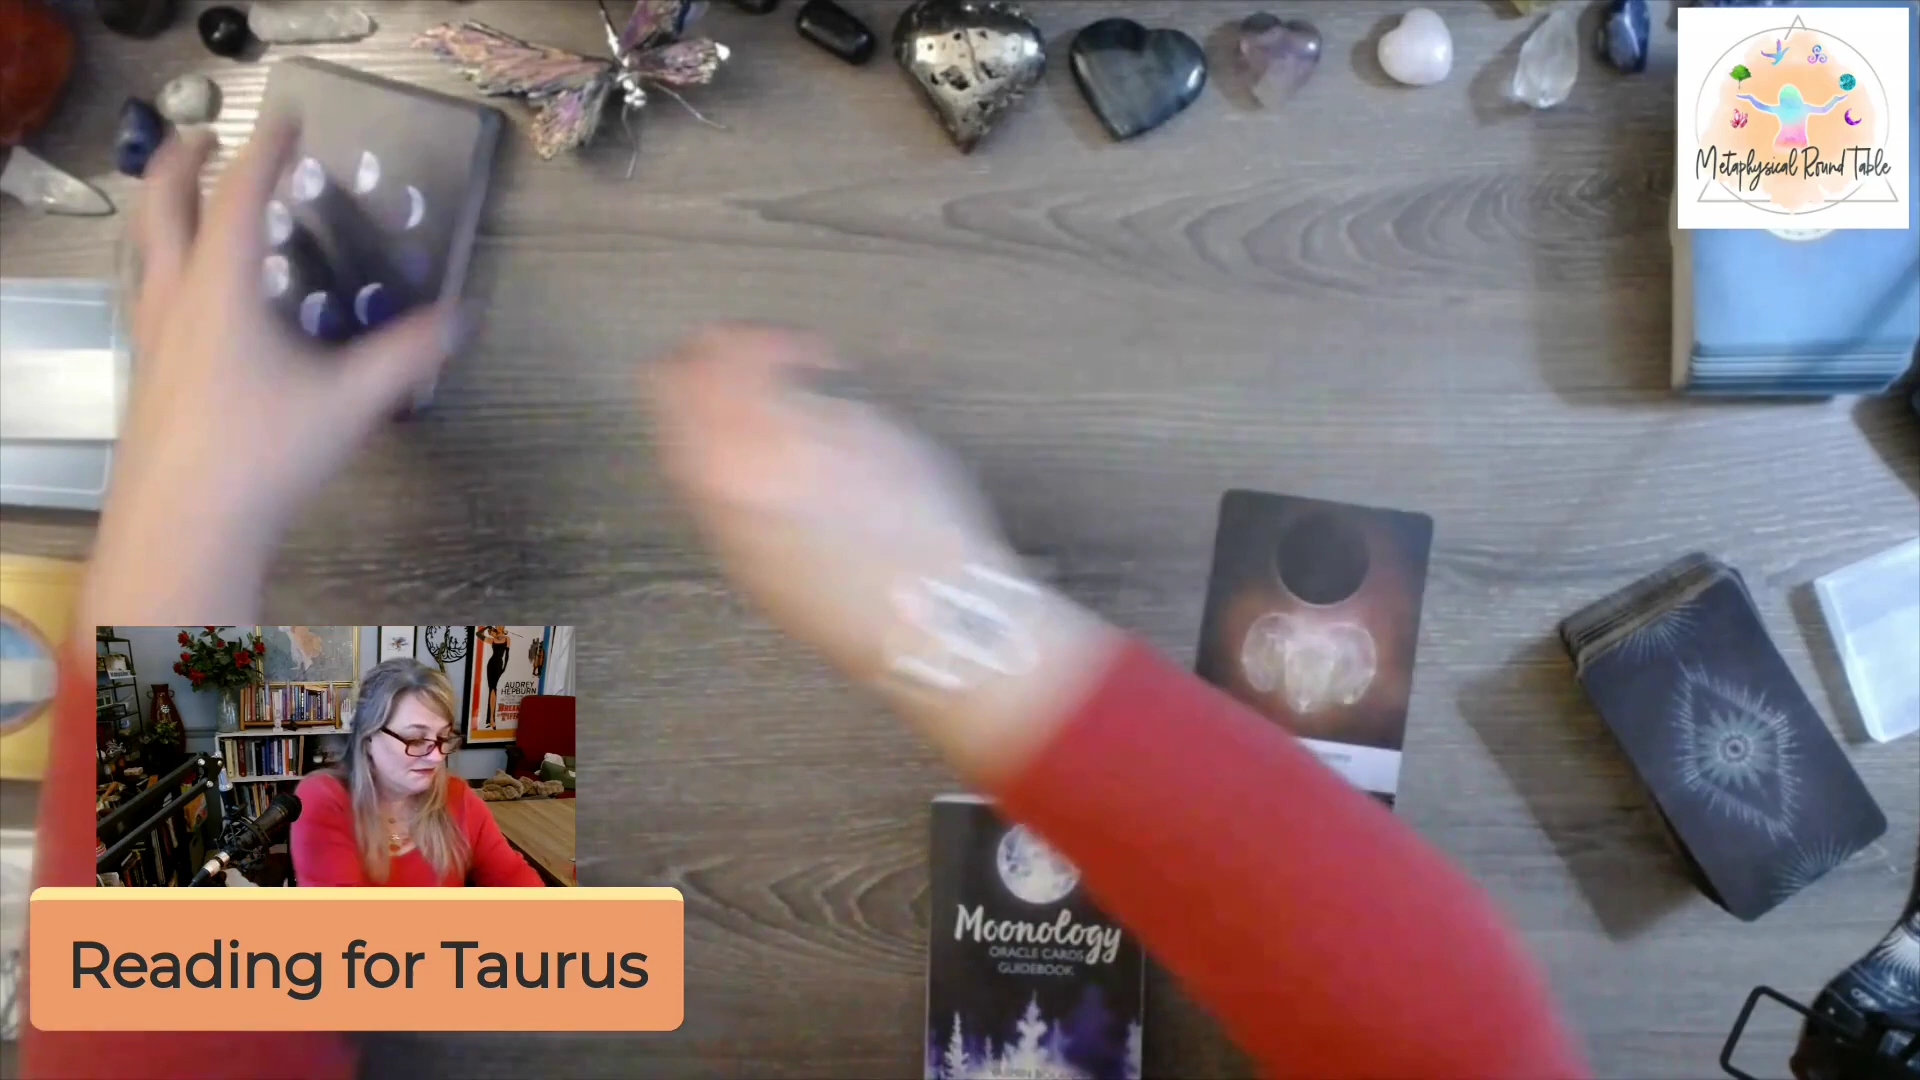 Metaphysical Round Table
AUDREY
HEPBURN
Moonology
ORACLE CARDS
GUIDEBOOK
Reading for Taurus